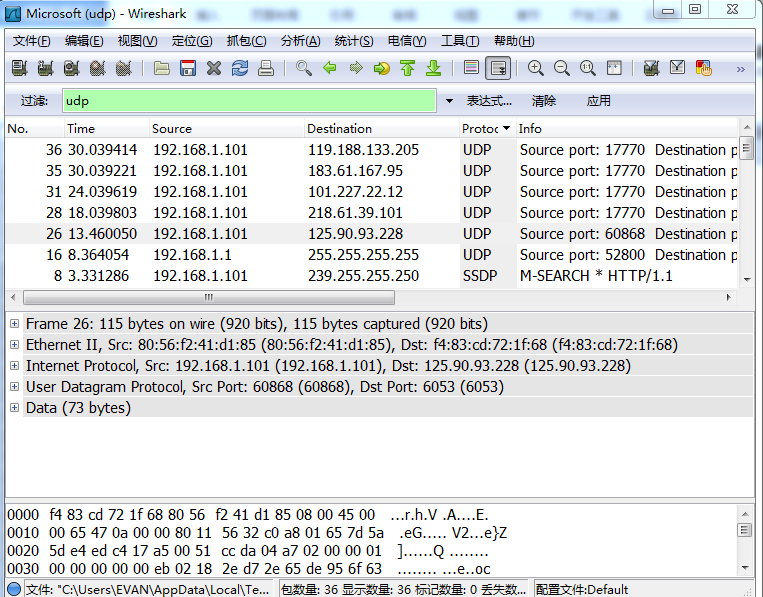 Microsoft (udp) - Wireshark
文件(F) 编辑(E) 视图(V) 定位(G) 抓包(C) 分析(A) 统计(S) 电信(Y) 工具(T) 帮助(H)
过滤: udp 表达式... 清除 应用
No. Time Source Destination Protoc Info
36 30.039414 192.168.1.101 119.188.133.205 UDP Source port: 17770 Destination p
35 30.039221 192.168.1.101 183.61.167.95 UDP Source port: 17770 Destination p
31 24.039619 192.168.1.101 101.227.22.12 UDP Source port: 17770 Destination p
28 18.039803 192.168.1.101 218.61.39.101 UDP Source port: 17770 Destination p
26 13.460050 192.168.1.101 125.90.93.228 UDP Source port: 60868 Destination p
16 8.364054 192.168.1.1 255.255.255.255 UDP Source port: 52800 Destination p
8 3.331286 192.168.1.101 239.255.255.250 SSDP M-SEARCH * HTTP/1.1
Frame 26: 115 bytes on wire (920 bits), 115 bytes captured (920 bits)
Ethernet II, Src: 80:56:f2:41:d1:85 (80:56:f2:41:d1:85), Dst: f4:83:cd:72:1f:68 (f4:83:cd:72:1f:68)
Internet Protocol, Src: 192.168.1.101 (192.168.1.101), Dst: 125.90.93.228 (125.90.93.228)
User Datagram Protocol, Src Port: 60868 (60868), Dst Port: 6053 (6053)
Data (73 bytes)
0000 f4 83 cd 72 1f 68 80 56 f2 41 d1 85 08 00 45 00 ...r.h.V .A....E.
0010 00 65 47 0a 00 00 80 11 56 32 c0 a8 01 65 7d 5a .eG..... V2...e}Z
0020 5d e4 ed c4 17 a5 00 51 cc da 04 a7 02 00 00 01 ]......Q ........
0030 00 00 00 00 00 eb 02 18 2e d7 2e 65 de 95 6f 63 ........ ...e..oc
文件: "C:\Users\EVAN\AppData\Local\Te... 包数量: 36 显示数量: 36 标记数量: 0 丢失数... 配置文件:Default